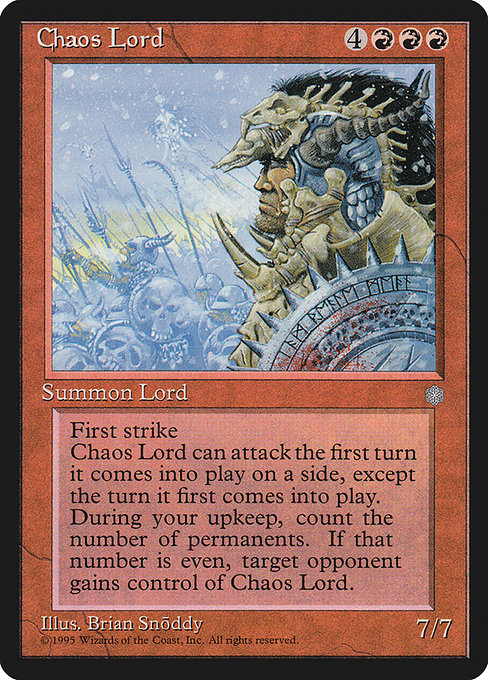 Chaos Lord 4
Summon Lord
First strike
Chaos Lord can attack the first turn
it comes into play on a side, except
the turn it first comes into play.
During your upkeep, count the
number of permanents. If that
number is even, target opponent
gains control of Chaos Lord.
Illus. Brian Snōddy
© 1995 Wizards of the Coast, Inc. All rights reserved.
7/7